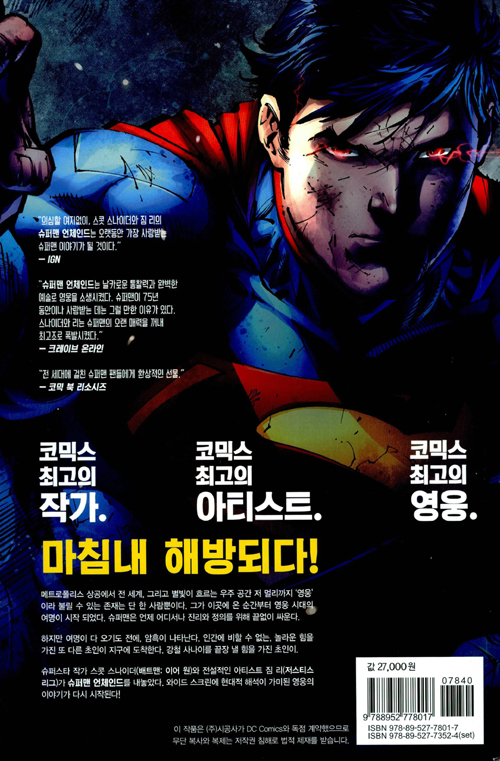 "의심할 여지없이, 스콧 스나이더와 짐 리의
슈퍼맨 언체인드는 오랫동안 가장 사랑받는
슈퍼맨 이야기가 될 것이다."
— IGN
"슈퍼맨 언체인드는 날카로운 통찰력과 완벽한
예술로 영웅을 소생시켰다. 슈퍼맨이 75년
동안이나 사랑받는 데는 그럴 만한 이유가 있다.
스나이더와 리는 슈퍼맨의 오랜 매력을 꺼내
최고조로 폭발시켰다."
— 크레이브 온라인
"전 세대에 걸친 슈퍼맨 팬들에게 환상적인 선물."
— 코믹 북 리소시즈
코믹스
최고의
작가.
코믹스
최고의
아티스트.
코믹스
최고의
영웅.
마침내 해방되다!
메트로폴리스 상공에서 전 세계, 그리고 별빛이 흐르는 우주 공간 저 멀리까지 '영웅'
이라 불릴 수 있는 존재는 단 한 사람뿐이다. 그가 이곳에 온 순간부터 영웅 시대의
여명이 시작 되었다. 슈퍼맨은 언제 어디서나 진리와 정의를 위해 끝없이 싸운다.
하지만 여명이 다 오기도 전에, 암흑이 나타난다. 인간에 비할 수 없는, 놀라운 힘을
가진 또 다른 초인이 지구에 도착한다. 강철 사나이를 끝장 낼 힘을 가진 초인이.
슈퍼스타 작가 스콧 스나이더(배트맨: 이어 원)와 전설적인 아티스트 짐 리(저스티스
리그)가 슈퍼맨 언체인드를 내놓았다. 와이드 스크린에 현대적 해석이 가미된 영웅의
이야기가 다시 시작된다!
값 27,000원
07840
9 788952 778017
ISBN 978-89-527-7801-7
ISBN 978-89-527-7352-4(set)
이 작품은 (주)시공사가 DC Comics와 독점 계약했으므로
무단 복사와 복제는 저작권 침해로 법적 제재를 받습니다.